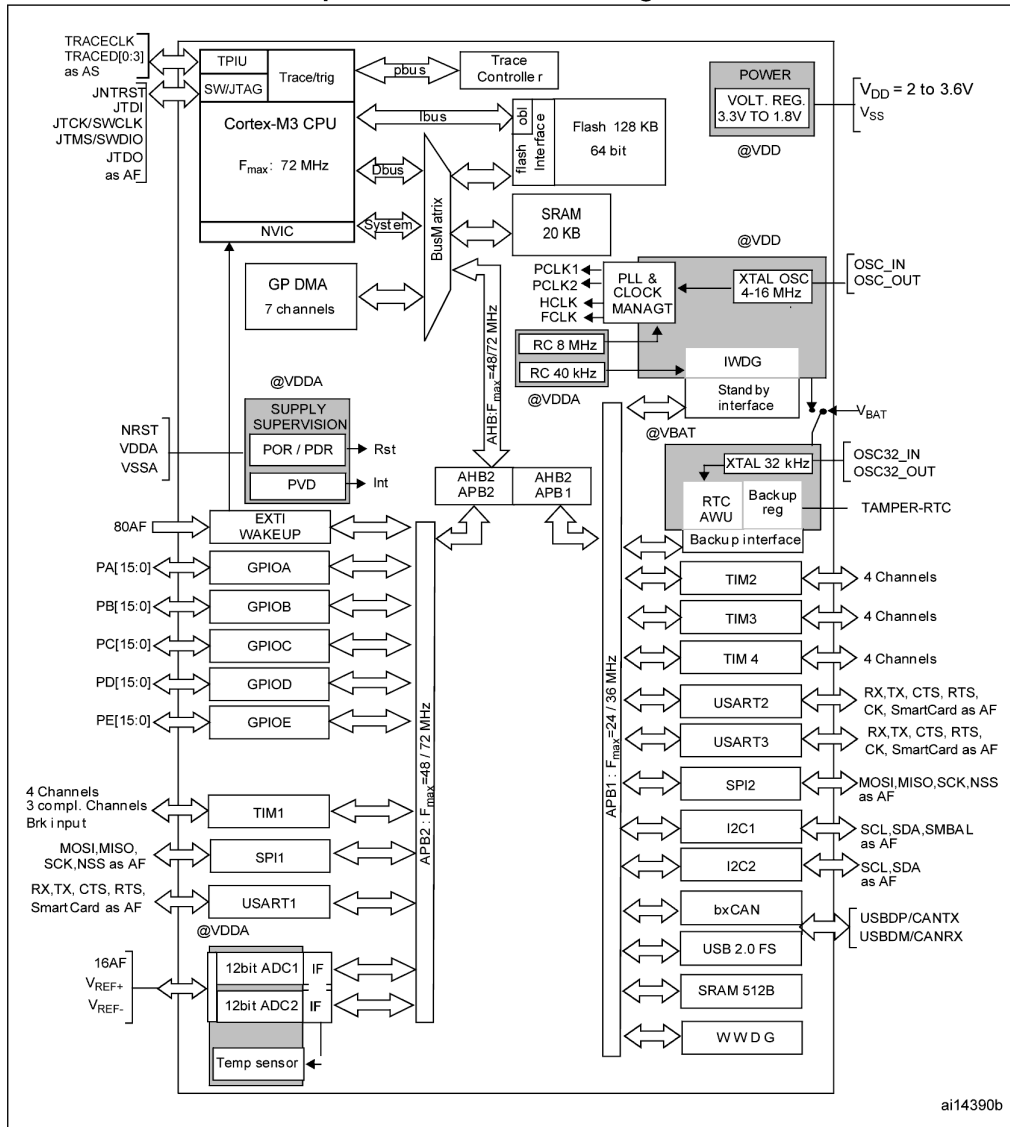 TRACECLK
TRACED[0:3]
as AS
JNTRST
JTDI
JTCK/SWCLK
JTMS/SWDIO
JTDO
as AF
TPIU
SW/JTAG
Trace/trig
Cortex-M3 CPU
Fmax: 72 MHz
NVIC
pbus
Trace
Controller
Ibus
Dbus
System
BusMatrix
obl
flash
Interface
Flash 128 KB
64 bit
SRAM
20 KB
POWER
VOLT. REG.
3.3V TO 1.8V
@VDD
VDD = 2 to 3.6V
VSS
GP DMA
7 channels
AHB:Fmax=48/72 MHz
PCLK1
PCLK2
HCLK
FCLK
PLL &
CLOCK
MANAGT
@VDD
XTAL OSC
4-16 MHz
OSC_IN
OSC_OUT
RC 8 MHz
RC 40 kHz
@VDDA
IWDG
Stand by
interface
VBAT
@VBAT
@VDDA
SUPPLY
SUPERVISION
POR / PDR
Rst
PVD
Int
NRST
VDDA
VSSA
AHB2
APB2
AHB2
APB1
XTAL 32 kHz
OSC32_IN
OSC32_OUT
RTC
AWU
Backup
reg
TAMPER-RTC
Backup interface
80AF
EXTI
WAKEUP
PA[15:0]
GPIOA
PB[15:0]
GPIOB
PC[15:0]
GPIOC
PD[15:0]
GPIOD
PE[15:0]
GPIOE
4 Channels
3 compl. Channels
Brk input
TIM1
MOSI,MISO,
SCK,NSS as AF
SPI1
RX,TX, CTS, RTS,
SmartCard as AF
USART1
@VDDA
16AF
VREF+
VREF-
12bit ADC1
IF
12bit ADC2
IF
Temp sensor
APB2 : Fmax=48 / 72 MHz
APB1 : Fmax=24 / 36 MHz
TIM2
4 Channels
TIM3
4 Channels
TIM 4
4 Channels
USART2
RX,TX, CTS, RTS,
CK, SmartCard as AF
USART3
RX,TX, CTS, RTS,
CK, SmartCard as AF
SPI2
MOSI,MISO,SCK,NSS
as AF
I2C1
SCL,SDA,SMBAL
as AF
I2C2
SCL,SDA
as AF
bxCAN
USBDP/CANTX
USBDM/CANRX
USB 2.0 FS
SRAM 512B
WWDG
ai14390b